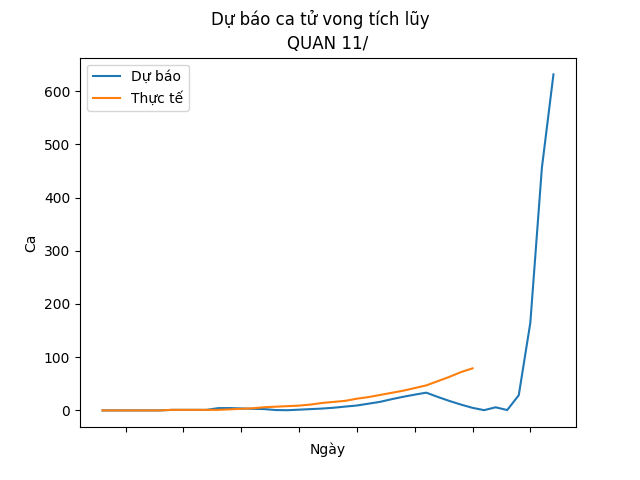 Dự báo ca tử vong tích lũy
QUAN 11/
Dự báo
Thực tế
600
500
400
300
200
100
0
Ca
Ngày